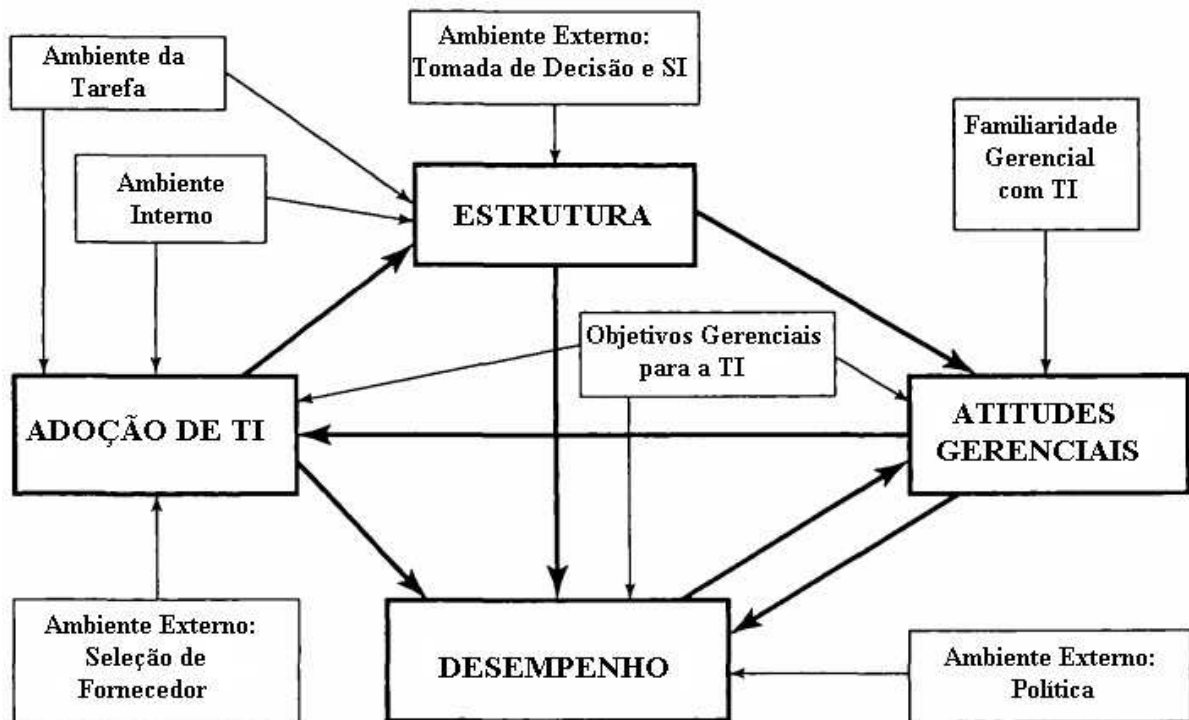 Ambiente Externo:
Tomada de Decisão e SI
Ambiente da
Tarefa
Familiaridade
Gerencial
com TI
Ambiente
Interno
ESTRUTURA
Objetivos Gerenciais
para a TI
ADOÇÃO DE TI
ATITUDES
GERENCIAIS
Ambiente Externo:
Seleção de
Fornecedor
DESEMPENHO
Ambiente Externo:
Política